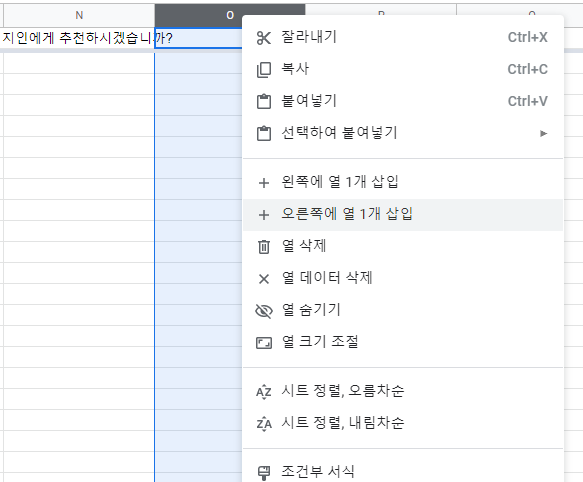 N O P Q
지인에게 추천하시겠습니까?
잘라내기 Ctrl+X
복사 Ctrl+C
붙여넣기 Ctrl+V
선택하여 붙여넣기
왼쪽에 열 1개 삽입
오른쪽에 열 1개 삽입
열 삭제
열 데이터 삭제
열 숨기기
열 크기 조절
시트 정렬, 오름차순
시트 정렬, 내림차순
조건부 서식